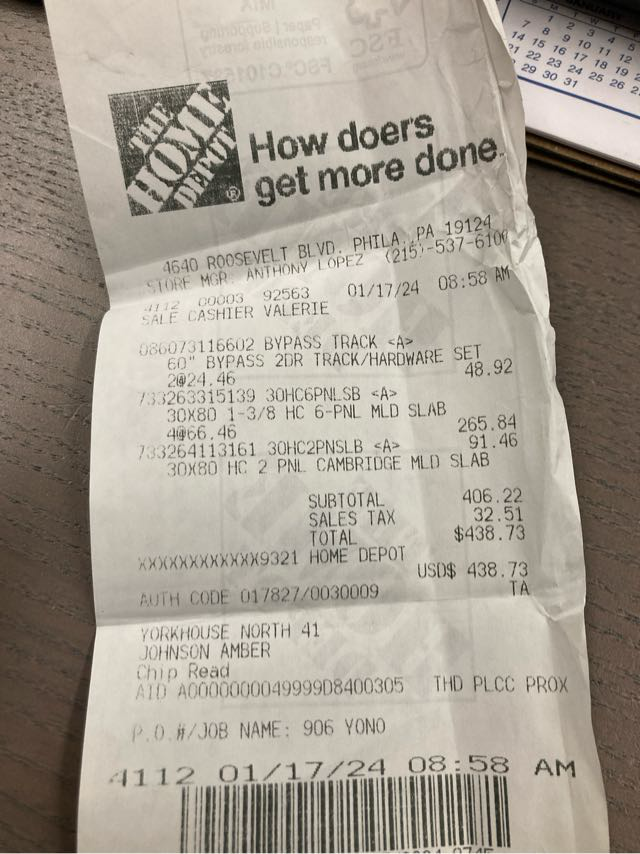 THE
HOME
DEPOT
®
How doers
get more done.
4640 ROOSEVELT BLVD. PHILA, PA 19124
STORE MGR. ANTHONY LOPEZ (215)-537-6100
4112 00003 92563 01/17/24 08:58 AM
SALE CASHIER VALERIE
086073116602 BYPASS TRACK <A>
60" BYPASS 2DR TRACK/HARDWARE SET
2@24.46 48.92
733263315139 30HC6PNLSB <A>
30X80 1-3/8 HC 6-PNL MLD SLAB
4@66.46 265.84
733264113161 30HC2PNSLB <A> 91.46
30X80 HC 2 PNL CAMBRIDGE MLD SLAB
SUBTOTAL 406.22
SALES TAX 32.51
TOTAL $438.73
XXXXXXXXXXXX9321 HOME DEPOT
USD$ 438.73
AUTH CODE 017827/0030009 TA
YORKHOUSE NORTH 41
JOHNSON AMBER
Chip Read
AID A0000000049999D8400305 THD PLCC PROX
P.O.#/JOB NAME: 906 YONO
4112 01/17/24 08:58 AM